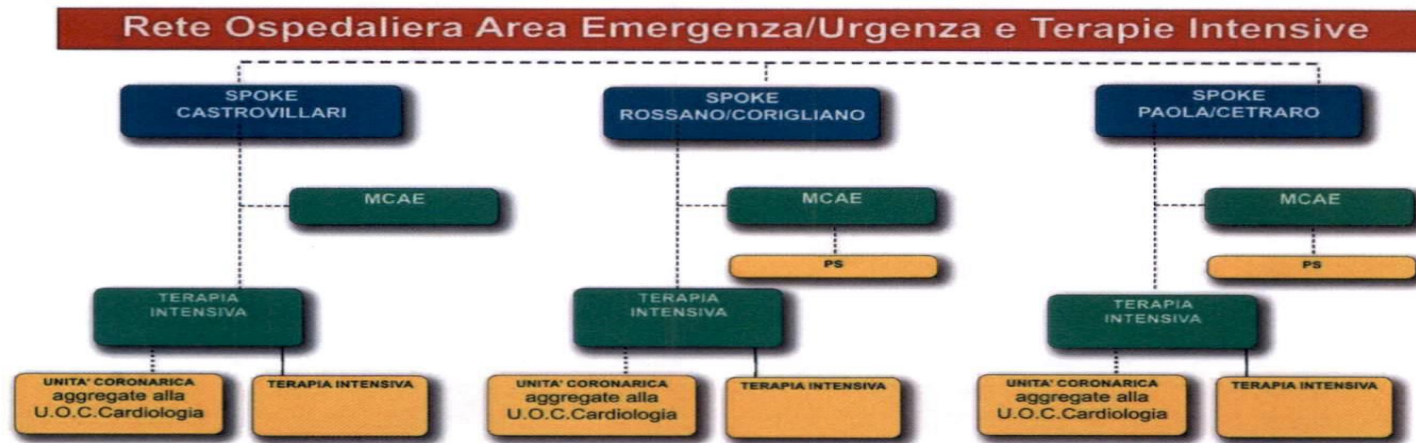 Rete Ospedaliera Area Emergenza/Urgenza e Terapie Intensive
SPOKE
CASTROVILLARI
SPOKE
ROSSANO/CORIGLIANO
SPOKE
PAOLA/CETRARO
MCAE
MCAE
MCAE
PS
PS
TERAPIA
INTENSIVA
TERAPIA
INTENSIVA
TERAPIA
INTENSIVA
UNITA' CORONARICA
aggregate alla
U.O.C.Cardiologia
TERAPIA INTENSIVA
UNITA' CORONARICA
aggregate alla
U.O.C.Cardiologia
TERAPIA INTENSIVA
UNITA' CORONARICA
aggregate alla
U.O.C.Cardiologia
TERAPIA INTENSIVA